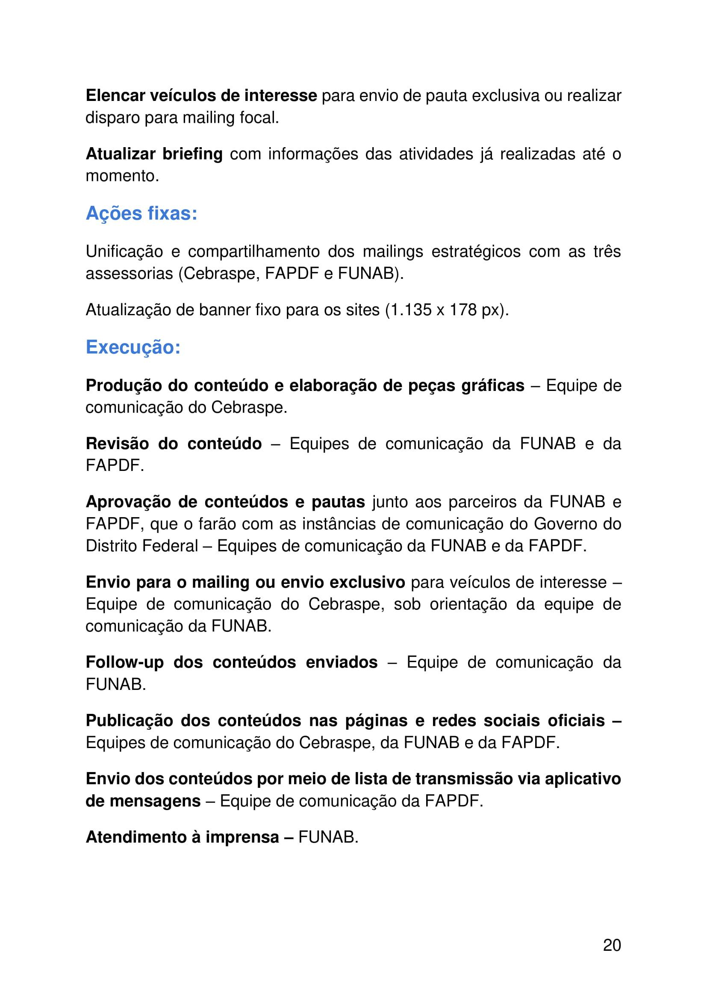 Elencar veículos de interesse para envio de pauta exclusiva ou realizar
disparo para mailing focal.
Atualizar briefing com informações das atividades já realizadas até o
momento.
Ações fixas:
Unificação e compartilhamento dos mailings estratégicos com as três
assessorias (Cebraspe, FAPDF e FUNAB).
Atualização de banner fixo para os sites (1.135 x 178 px).
Execução:
Produção do conteúdo e elaboração de peças gráficas – Equipe de
comunicação do Cebraspe.
Revisão do conteúdo – Equipes de comunicação da FUNAB e da
FAPDF.
Aprovação de conteúdos e pautas junto aos parceiros da FUNAB e
FAPDF, que o farão com as instâncias de comunicação do Governo do
Distrito Federal – Equipes de comunicação da FUNAB e da FAPDF.
Envio para o mailing ou envio exclusivo para veículos de interesse –
Equipe de comunicação do Cebraspe, sob orientação da equipe de
comunicação da FUNAB.
Follow-up dos conteúdos enviados – Equipe de comunicação da
FUNAB.
Publicação dos conteúdos nas páginas e redes sociais oficiais –
Equipes de comunicação do Cebraspe, da FUNAB e da FAPDF.
Envio dos conteúdos por meio de lista de transmissão via aplicativo
de mensagens – Equipe de comunicação da FAPDF.
Atendimento à imprensa – FUNAB.
20